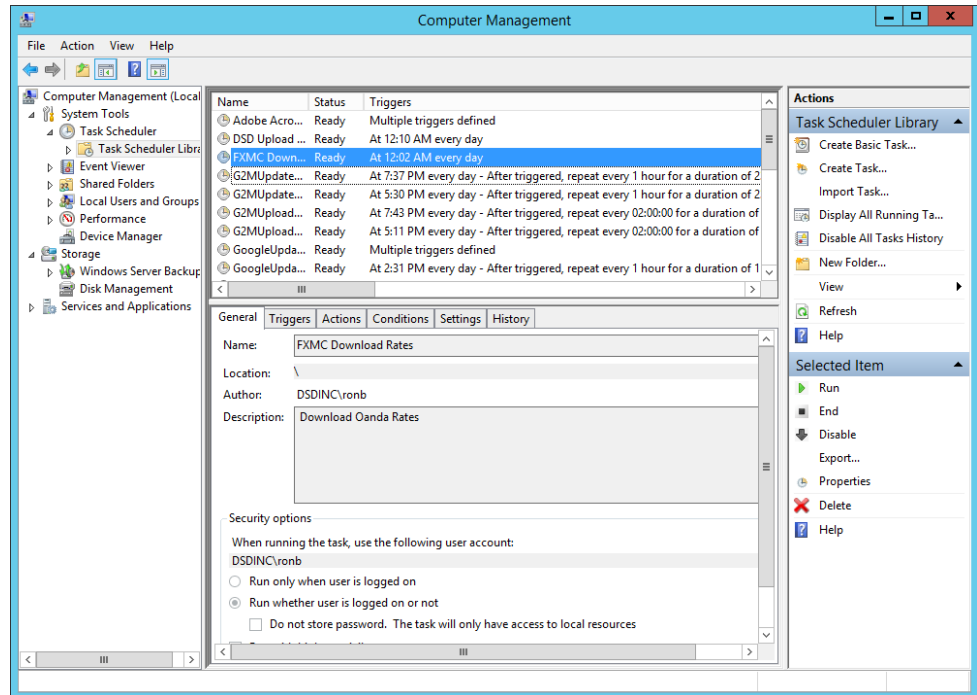 Computer Management
File Action View Help
Computer Management (Local
System Tools
Task Scheduler
Task Scheduler Libra
Event Viewer
Shared Folders
Local Users and Groups
Performance
Device Manager
Storage
Windows Server Backup
Disk Management
Services and Applications
Name Status Triggers
Adobe Acro... Ready Multiple triggers defined
DSD Upload ... Ready At 12:10 AM every day
FXMC Down... Ready At 12:02 AM every day
G2MUpdate... Ready At 7:37 PM every day - After triggered, repeat every 1 hour for a duration of 2
G2MUpdate... Ready At 5:30 PM every day - After triggered, repeat every 1 hour for a duration of 2
G2MUpload... Ready At 7:43 PM every day - After triggered, repeat every 02:00:00 for a duration of
G2MUpload... Ready At 5:11 PM every day - After triggered, repeat every 02:00:00 for a duration of
GoogleUpda... Ready Multiple triggers defined
GoogleUpda... Ready At 2:31 PM every day - After triggered, repeat every 1 hour for a duration of 1
General Triggers Actions Conditions Settings History
Name: FXMC Download Rates
Location: \
Author: DSDINC\ronb
Description: Download Oanda Rates
Security options
When running the task, use the following user account:
DSDINC\ronb
Run only when user is logged on
Run whether user is logged on or not
Do not store password. The task will only have access to local resources
Actions
Task Scheduler Library
Create Basic Task...
Create Task...
Import Task...
Display All Running Ta...
Disable All Tasks History
New Folder...
View
Refresh
Help
Selected Item
Run
End
Disable
Export...
Properties
Delete
Help